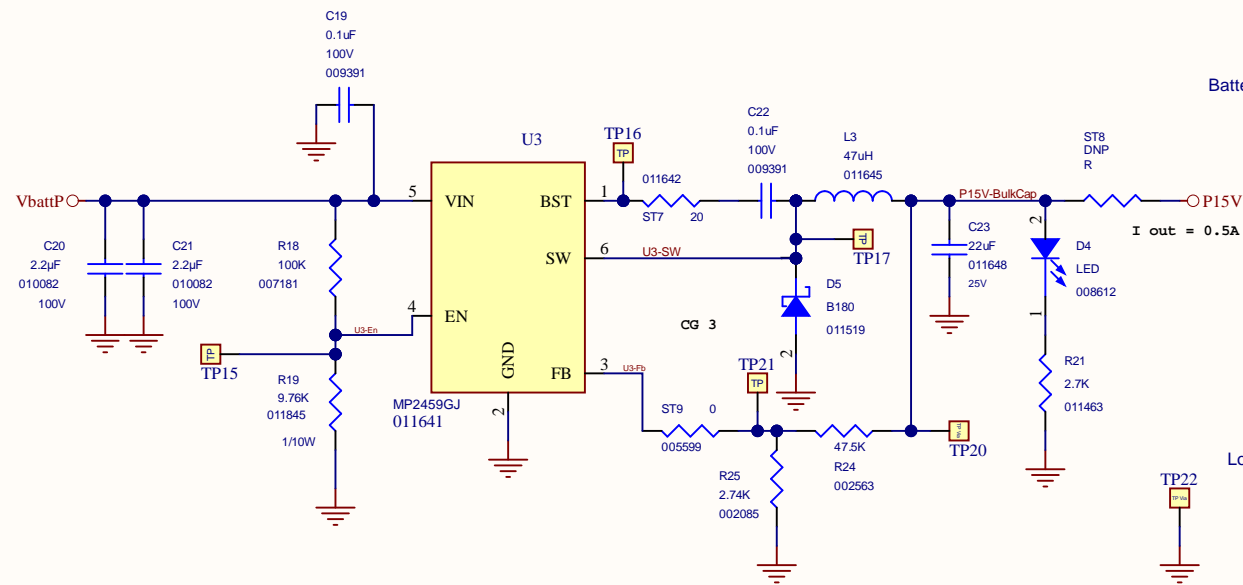 C19
0.1uF
100V
009391
Batte
U3
TP16
TP
C22
0.1uF
100V
009391
L3
47uH
011645
ST8
DNP
R
VbattP
5
VIN
BST
1
011642
ST7
20
P15V-BulkCap
P15V
I out = 0.5A
C20
2.2µF
010082
100V
C21
2.2µF
010082
100V
R18
100K
007181
SW
6
U3-SW
TP
TP17
C23
22uF
011648
25V
2
D4
LED
008612
1
D5
B180
011519
2
CG 3
4
EN
U3-En
TP
TP15
GND
2
FB
3
U3-Fb
TP21
TP
R19
9.76K
011845
1/10W
MP2459GJ
011641
ST9
0
005599
47.5K
R24
002563
TP Via
TP20
R21
2.7K
011463
R25
2.74K
002085
Lo
TP22
TP Via